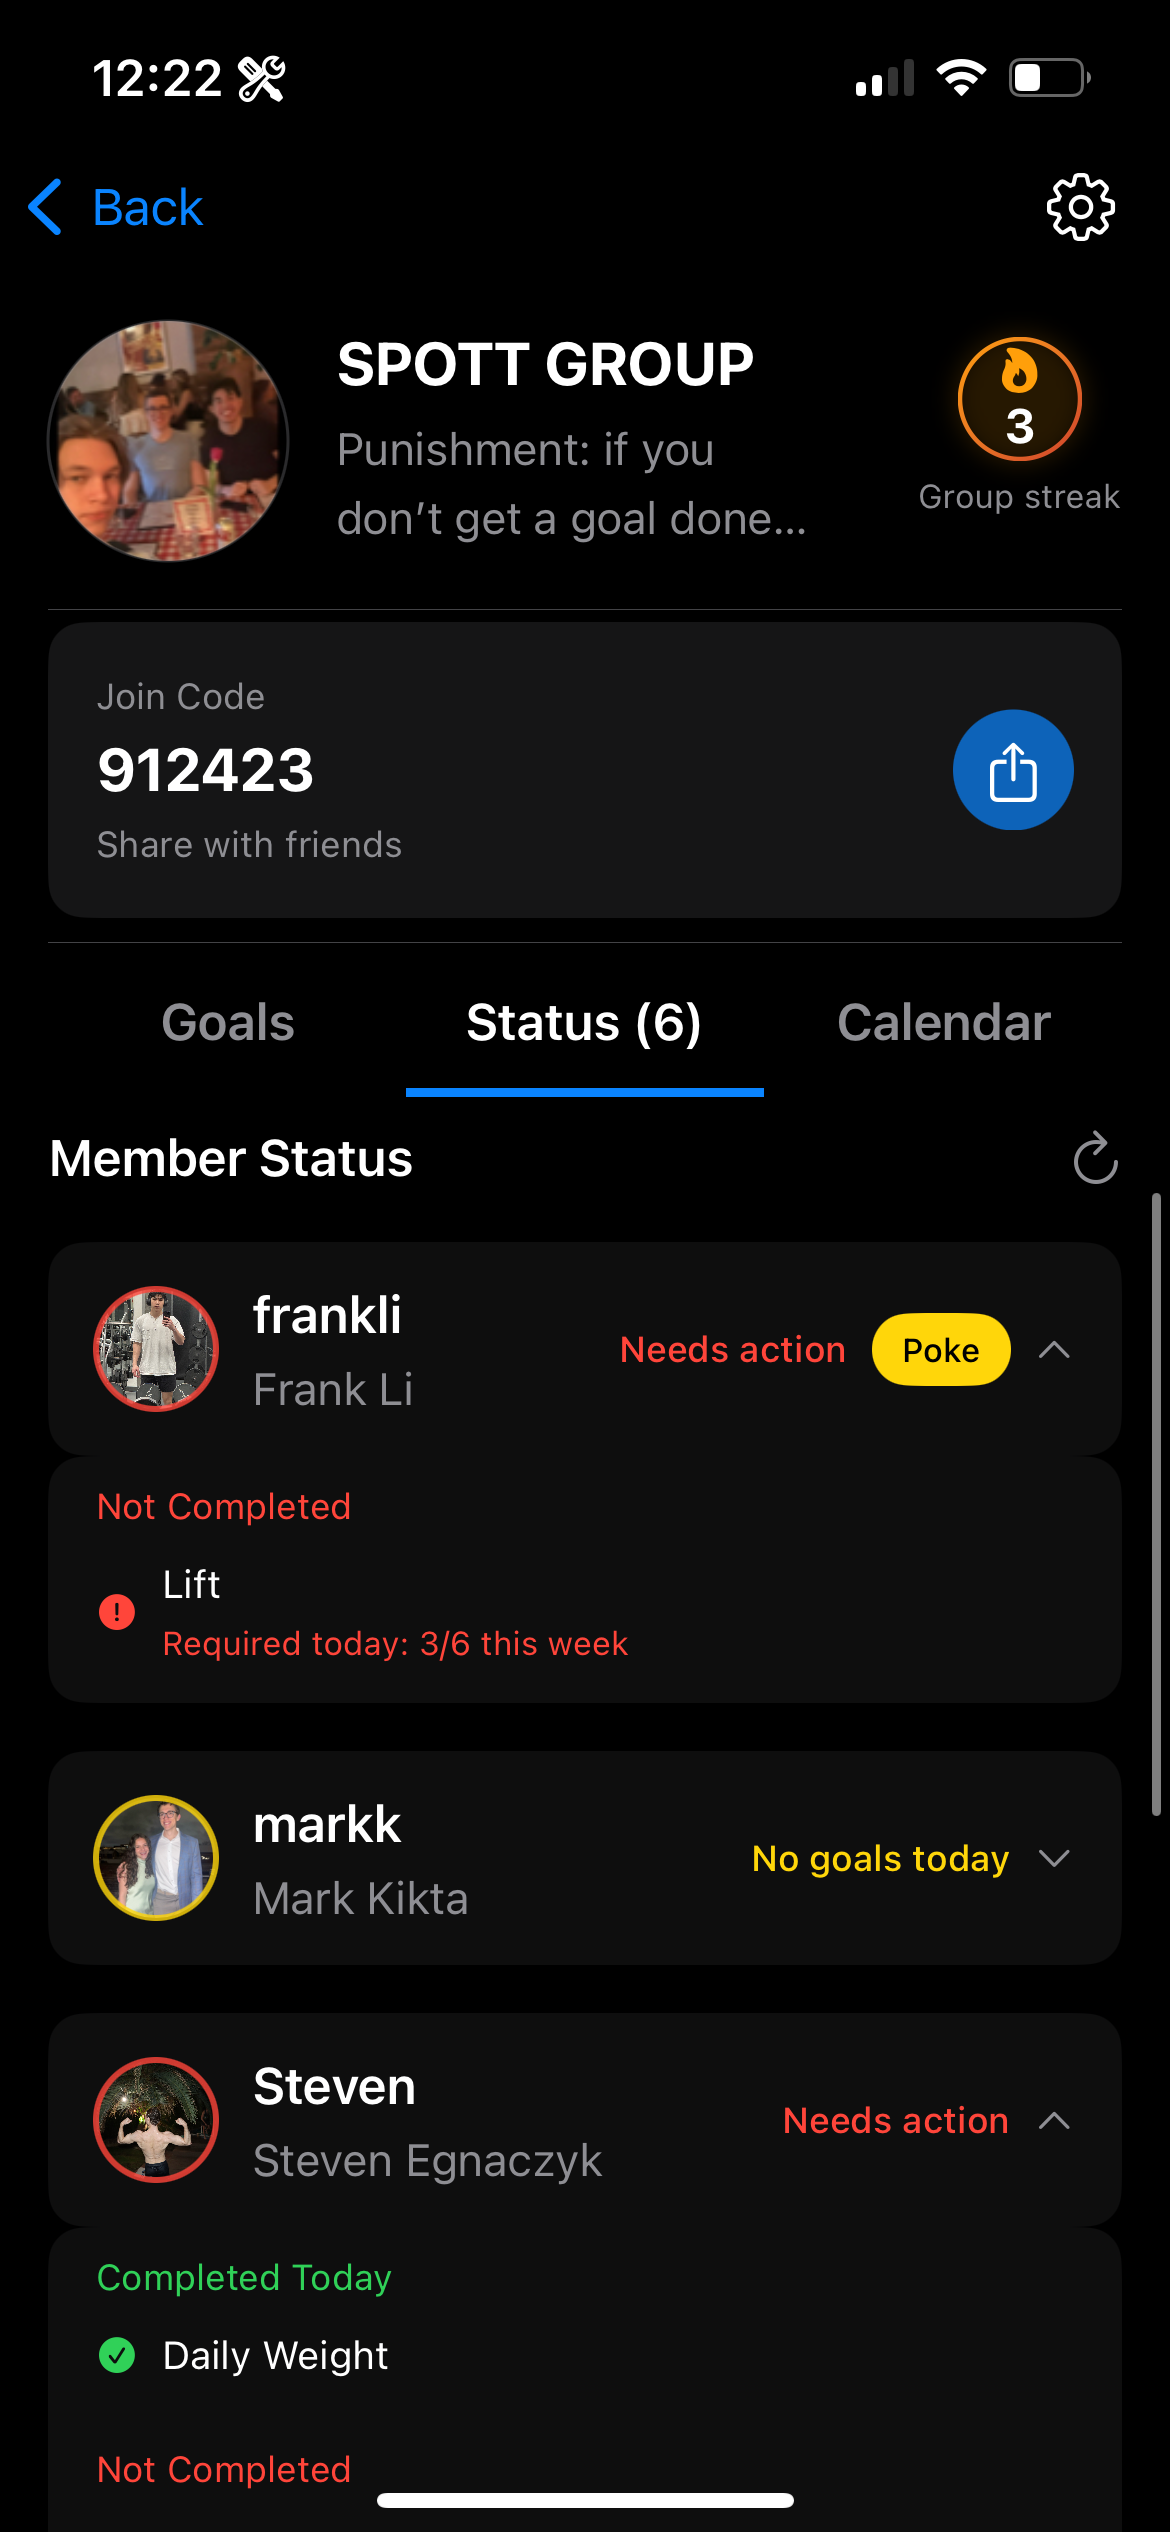 12:22
Back
SPOTT GROUP
Punishment: if you
don’t get a goal done...
3
Group streak
Join Code
912423
Share with friends
Goals
Status (6)
Calendar
Member Status
frankli
Frank Li
Needs action
Poke
Not Completed
Lift
Required today: 3/6 this week
markk
Mark Kikta
No goals today
Steven
Steven Egnaczyk
Needs action
Completed Today
Daily Weight
Not Completed